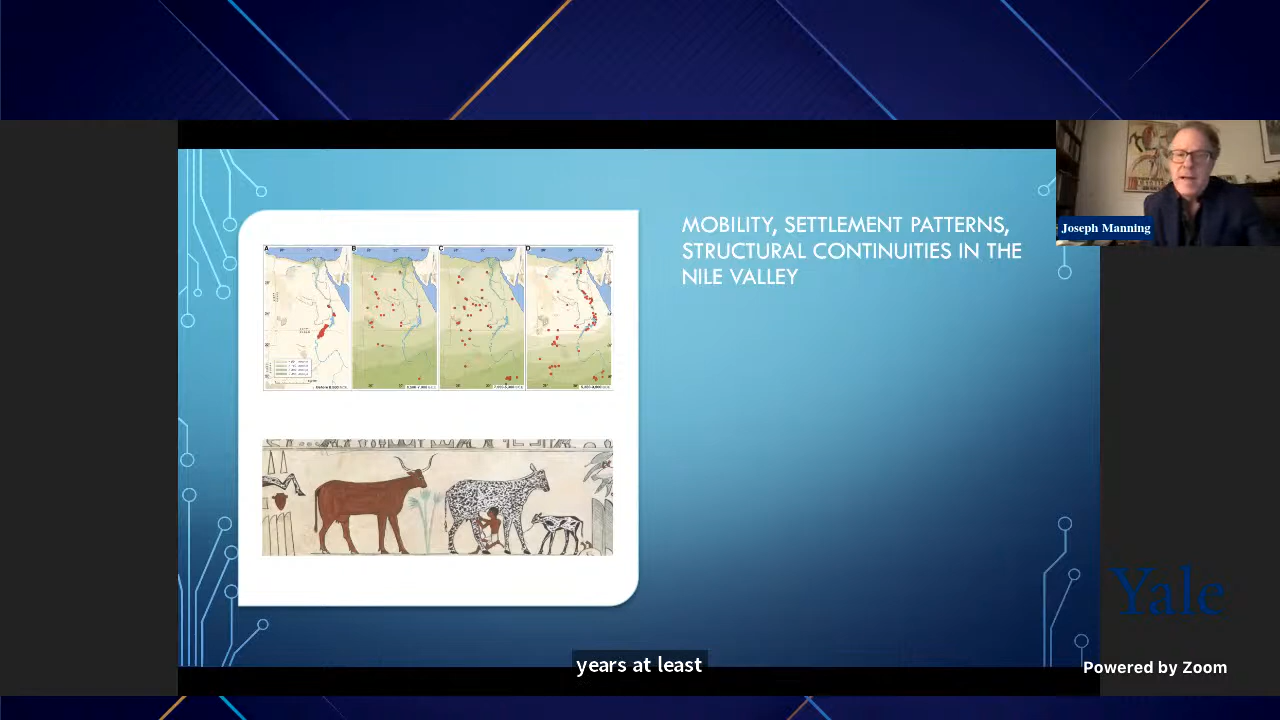 A
B
C
D
MOBILITY, SETTLEMENT PATTERNS,
STRUCTURAL CONTINUITIES IN THE
NILE VALLEY
Joseph Manning
Yale
years at least
Powered by Zoom